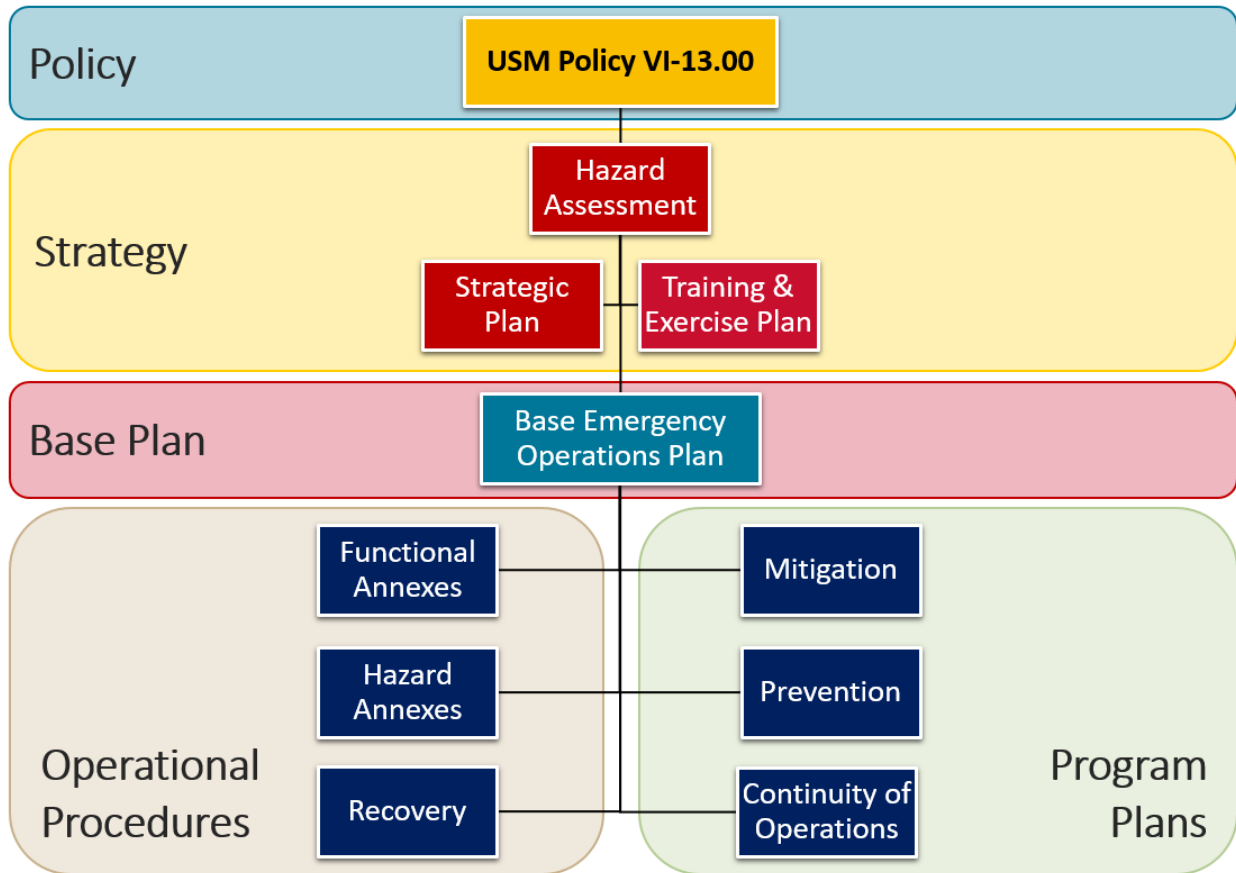 Policy
USM Policy VI-13.00
Strategy
Hazard
Assessment
Strategic
Plan
Training &
Exercise Plan
Base Plan
Base Emergency
Operations Plan
Functional
Annexes
Mitigation
Hazard
Annexes
Prevention
Operational
Procedures
Recovery
Continuity of
Operations
Program
Plans